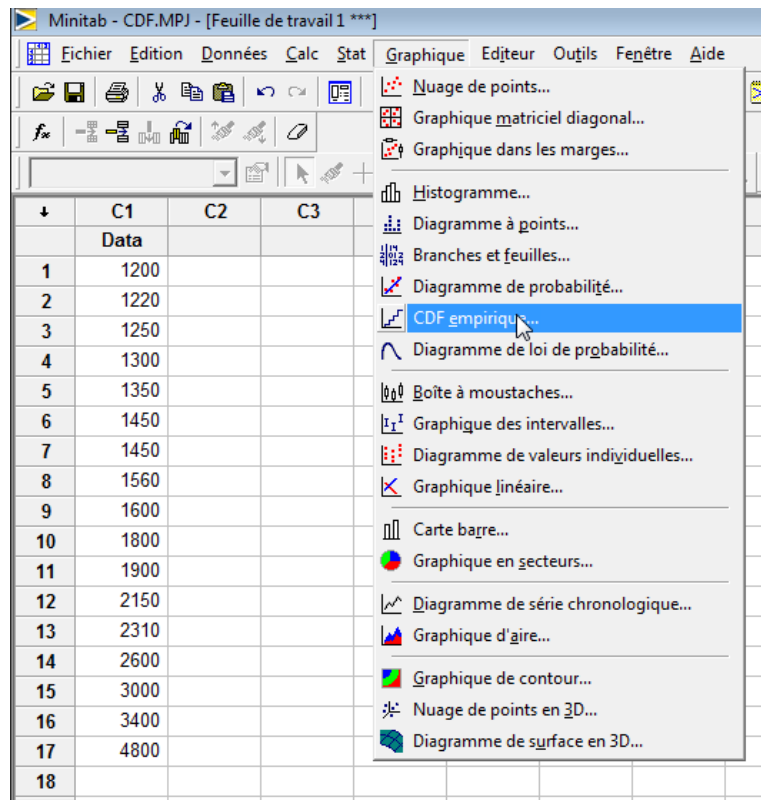 Minitab - CDF.MPJ - [Feuille de travail 1 ***]
Fichier Edition Données Calc Stat Graphique Editeur Outils Fenêtre Aide
Nuage de points...
Graphique matriciel diagonal...
Graphique dans les marges...
Histogramme...
Diagramme à points...
Branches et feuilles...
Diagramme de probabilité...
CDF empirique...
Diagramme de loi de probabilité...
Boîte à moustaches...
Graphique des intervalles...
Diagramme de valeurs individuelles...
Graphique linéaire...
Carte barre...
Graphique en secteurs...
Diagramme de série chronologique...
Graphique d'aire...
Graphique de contour...
Nuage de points en 3D...
Diagramme de surface en 3D...
C1 C2 C3
Data
1 1200
2 1220
3 1250
4 1300
5 1350
6 1450
7 1450
8 1560
9 1600
10 1800
11 1900
12 2150
13 2310
14 2600
15 3000
16 3400
17 4800
18